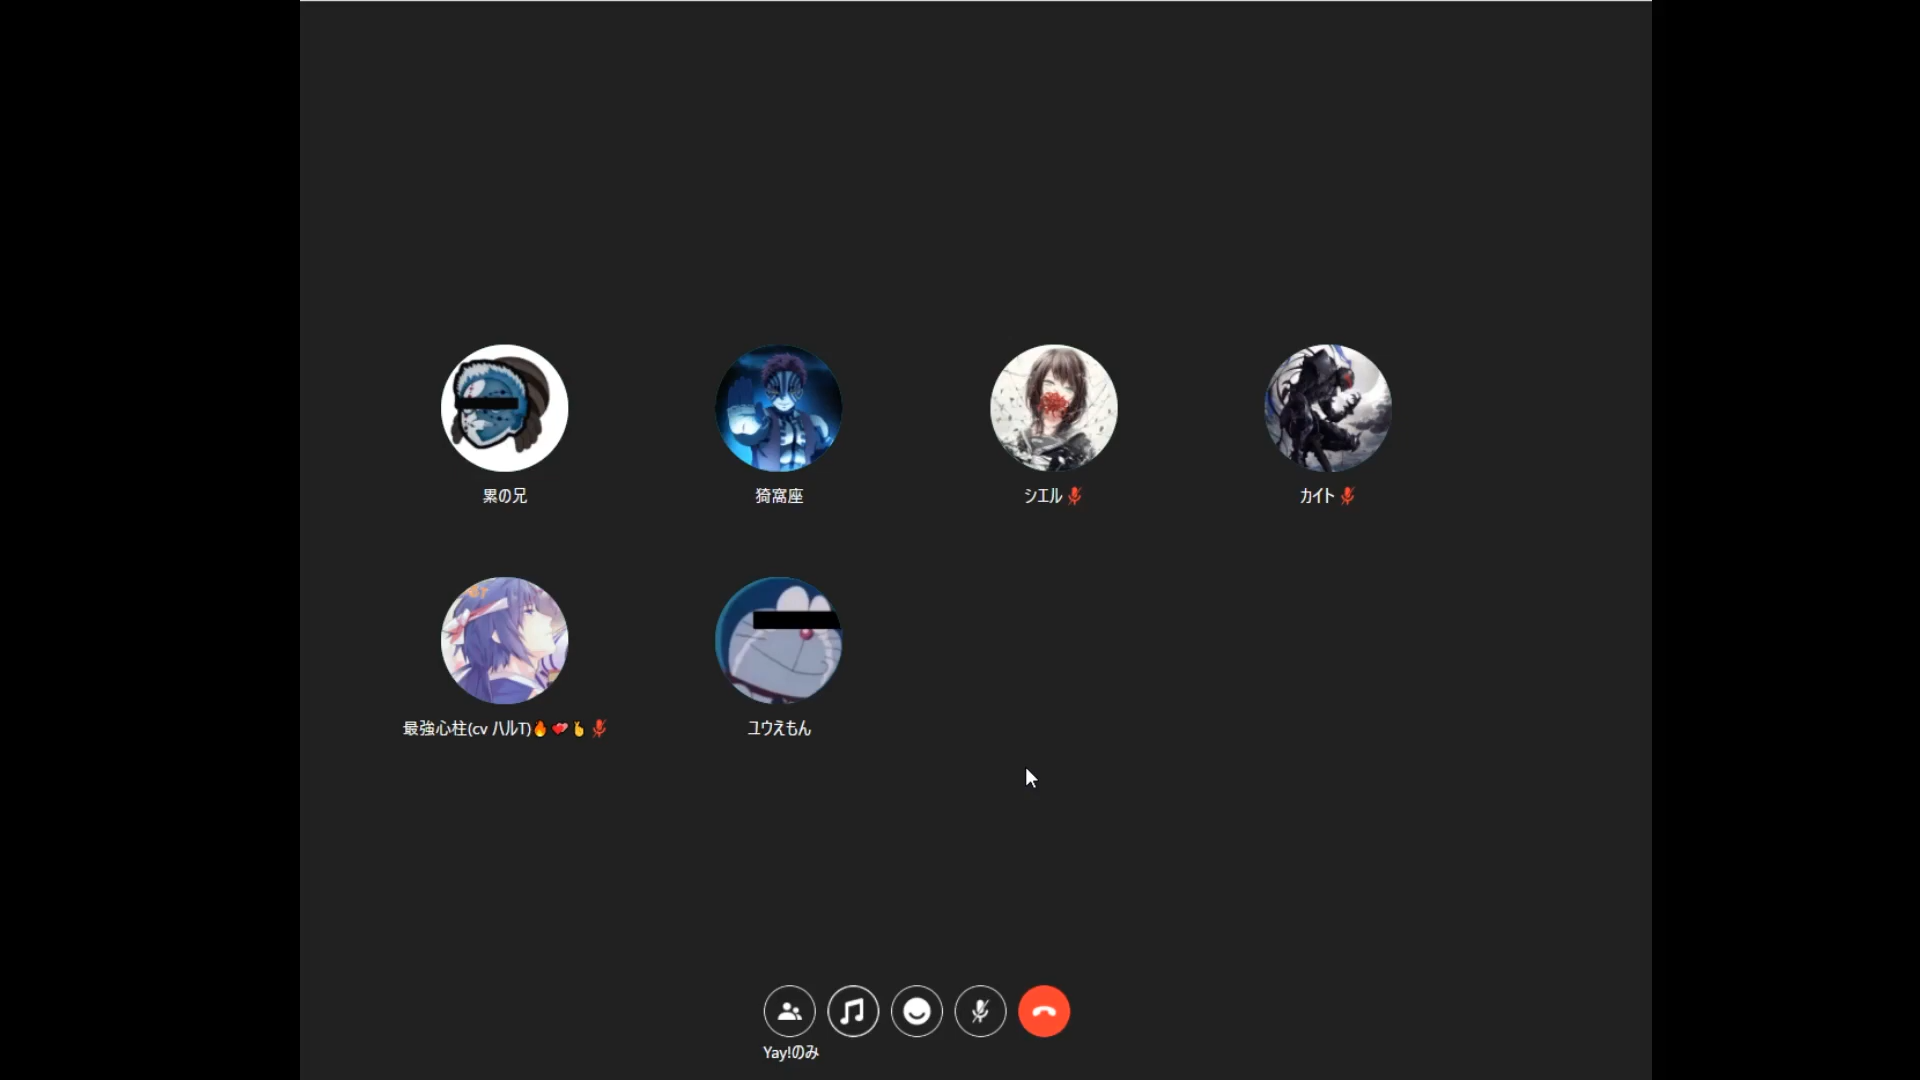 累の兄
猗窩座
シエル
カイト
最強心柱(cv ハルT)🔥💕🫰
ユウえもん
Yay!のみ